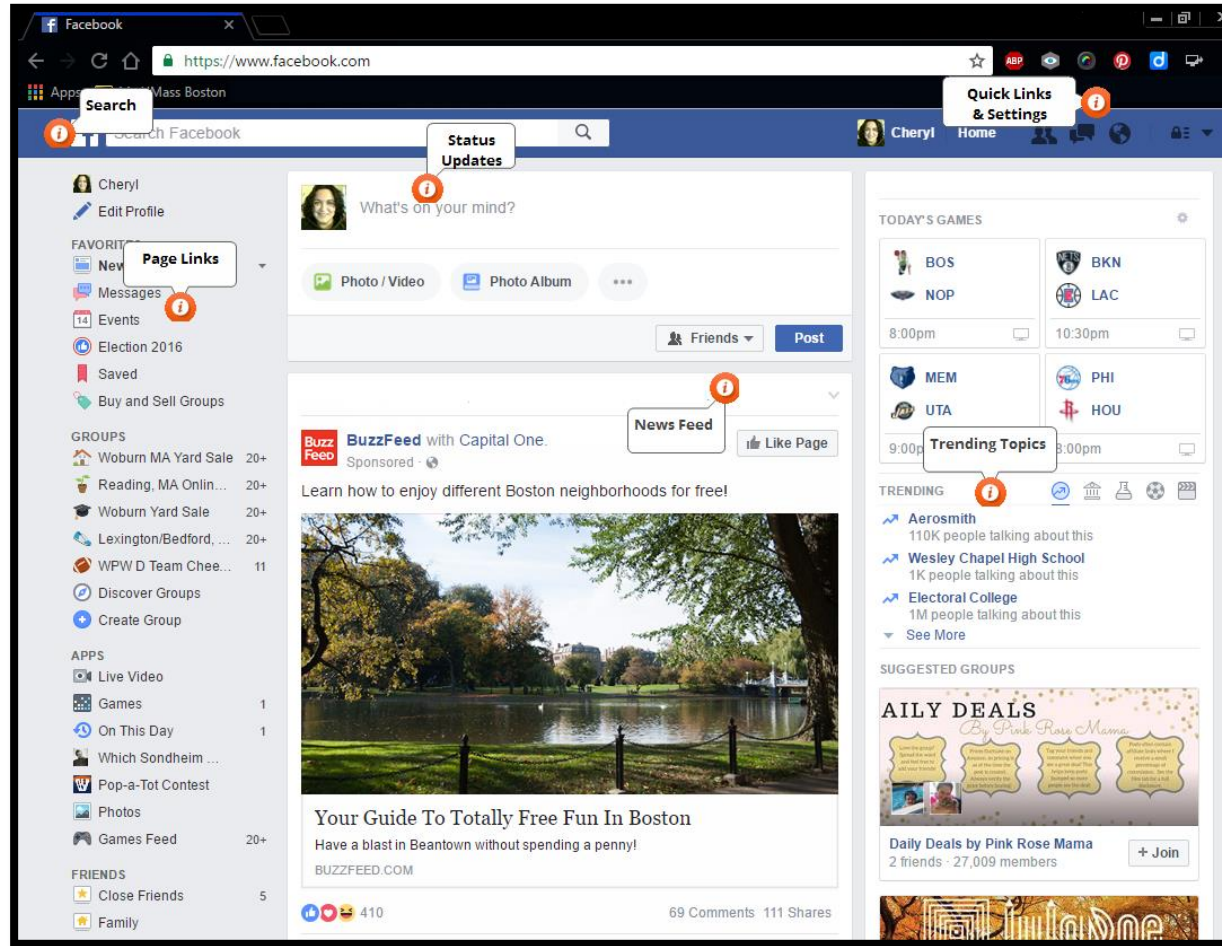 Facebook
https://www.facebook.com
ABP
Apps
Mass Boston
Search
Quick Links
& Settings
Search Facebook
Status
Updates
Cheryl
Home
Cheryl
Edit Profile
What's on your mind?
FAVORITES
New
Page Links
Messages
14 Events
Election 2016
Saved
Buy and Sell Groups
Photo / Video
Photo Album
Friends
Post
GROUPS
Woburn MA Yard Sale 20+
Reading, MA Onlin... 20+
Woburn Yard Sale 20+
Lexington/Bedford, ... 20+
WPW D Team Chee... 11
Discover Groups
Create Group
APPS
Live Video
Games 1
On This Day 1
Which Sondheim ...
Pop-a-Tot Contest
Photos
Games Feed 20+
FRIENDS
Close Friends 5
Family
News Feed
Buzz
Feed
BuzzFeed with Capital One.
Sponsored ·
Like Page
Learn how to enjoy different Boston neighborhoods for free!
Your Guide To Totally Free Fun In Boston
Have a blast in Beantown without spending a penny!
BUZZFEED.COM
410
69 Comments 111 Shares
TODAY'S GAMES
BOS
NOP
8:00pm
NETS
BKN
LAC
10:30pm
MEM
UTA
9:00p
PHI
HOU
8:00pm
Trending Topics
TRENDING
Aerosmith
110K people talking about this
Wesley Chapel High School
1K people talking about this
Electoral College
1M people talking about this
See More
SUGGESTED GROUPS
AILY DEALS
By Pink Rose Mama
Daily Deals by Pink Rose Mama
2 friends · 27,009 members
+ Join